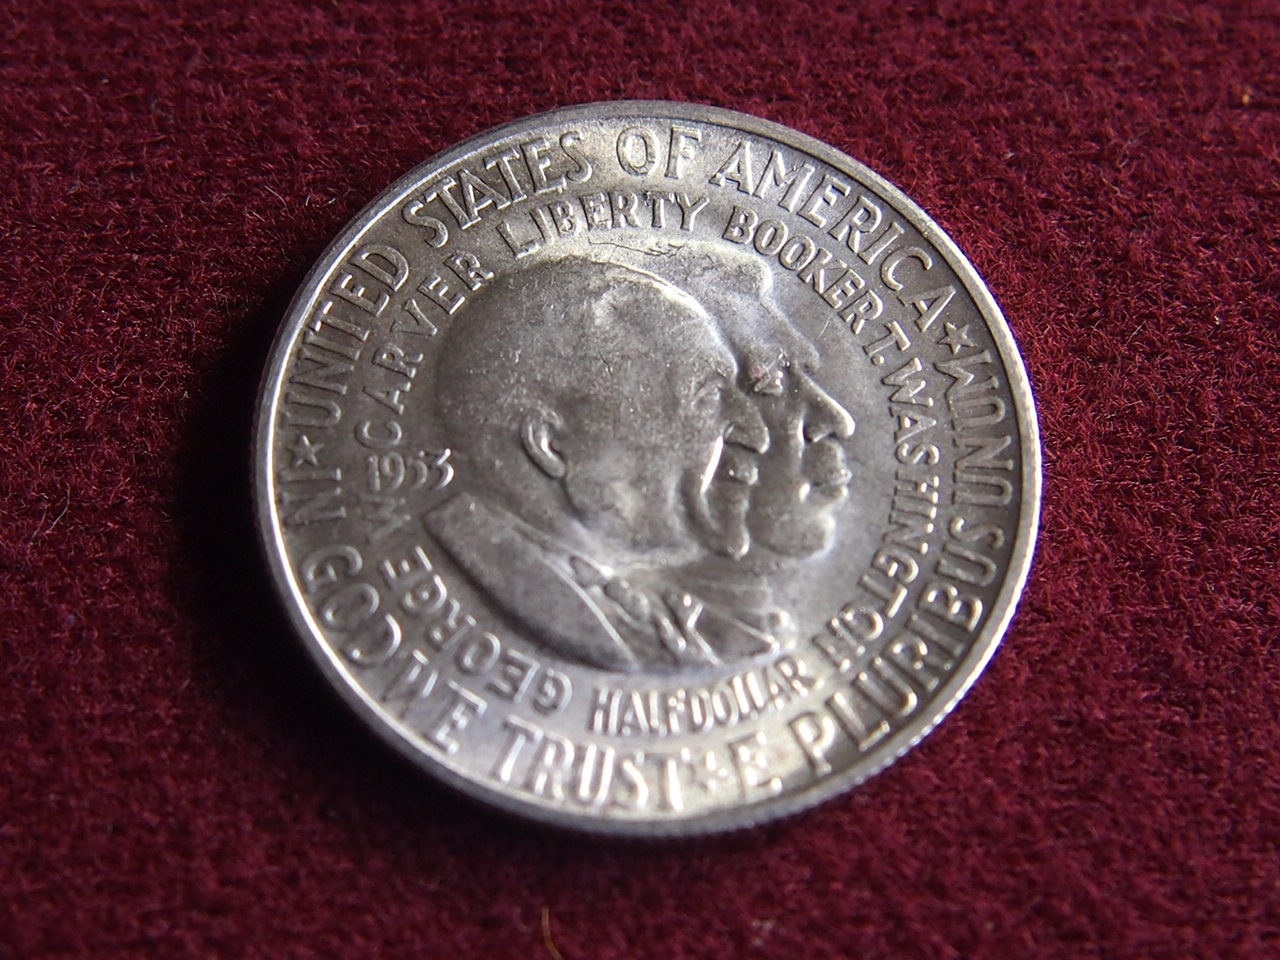 UNITED STATES OF AMERICA ★ E PLURIBUS UNUM ★ IN GOD WE TRUST
GEORGE W CARVER LIBERTY BOOKER T. WASHINGTON
1953
HALF DOLLAR